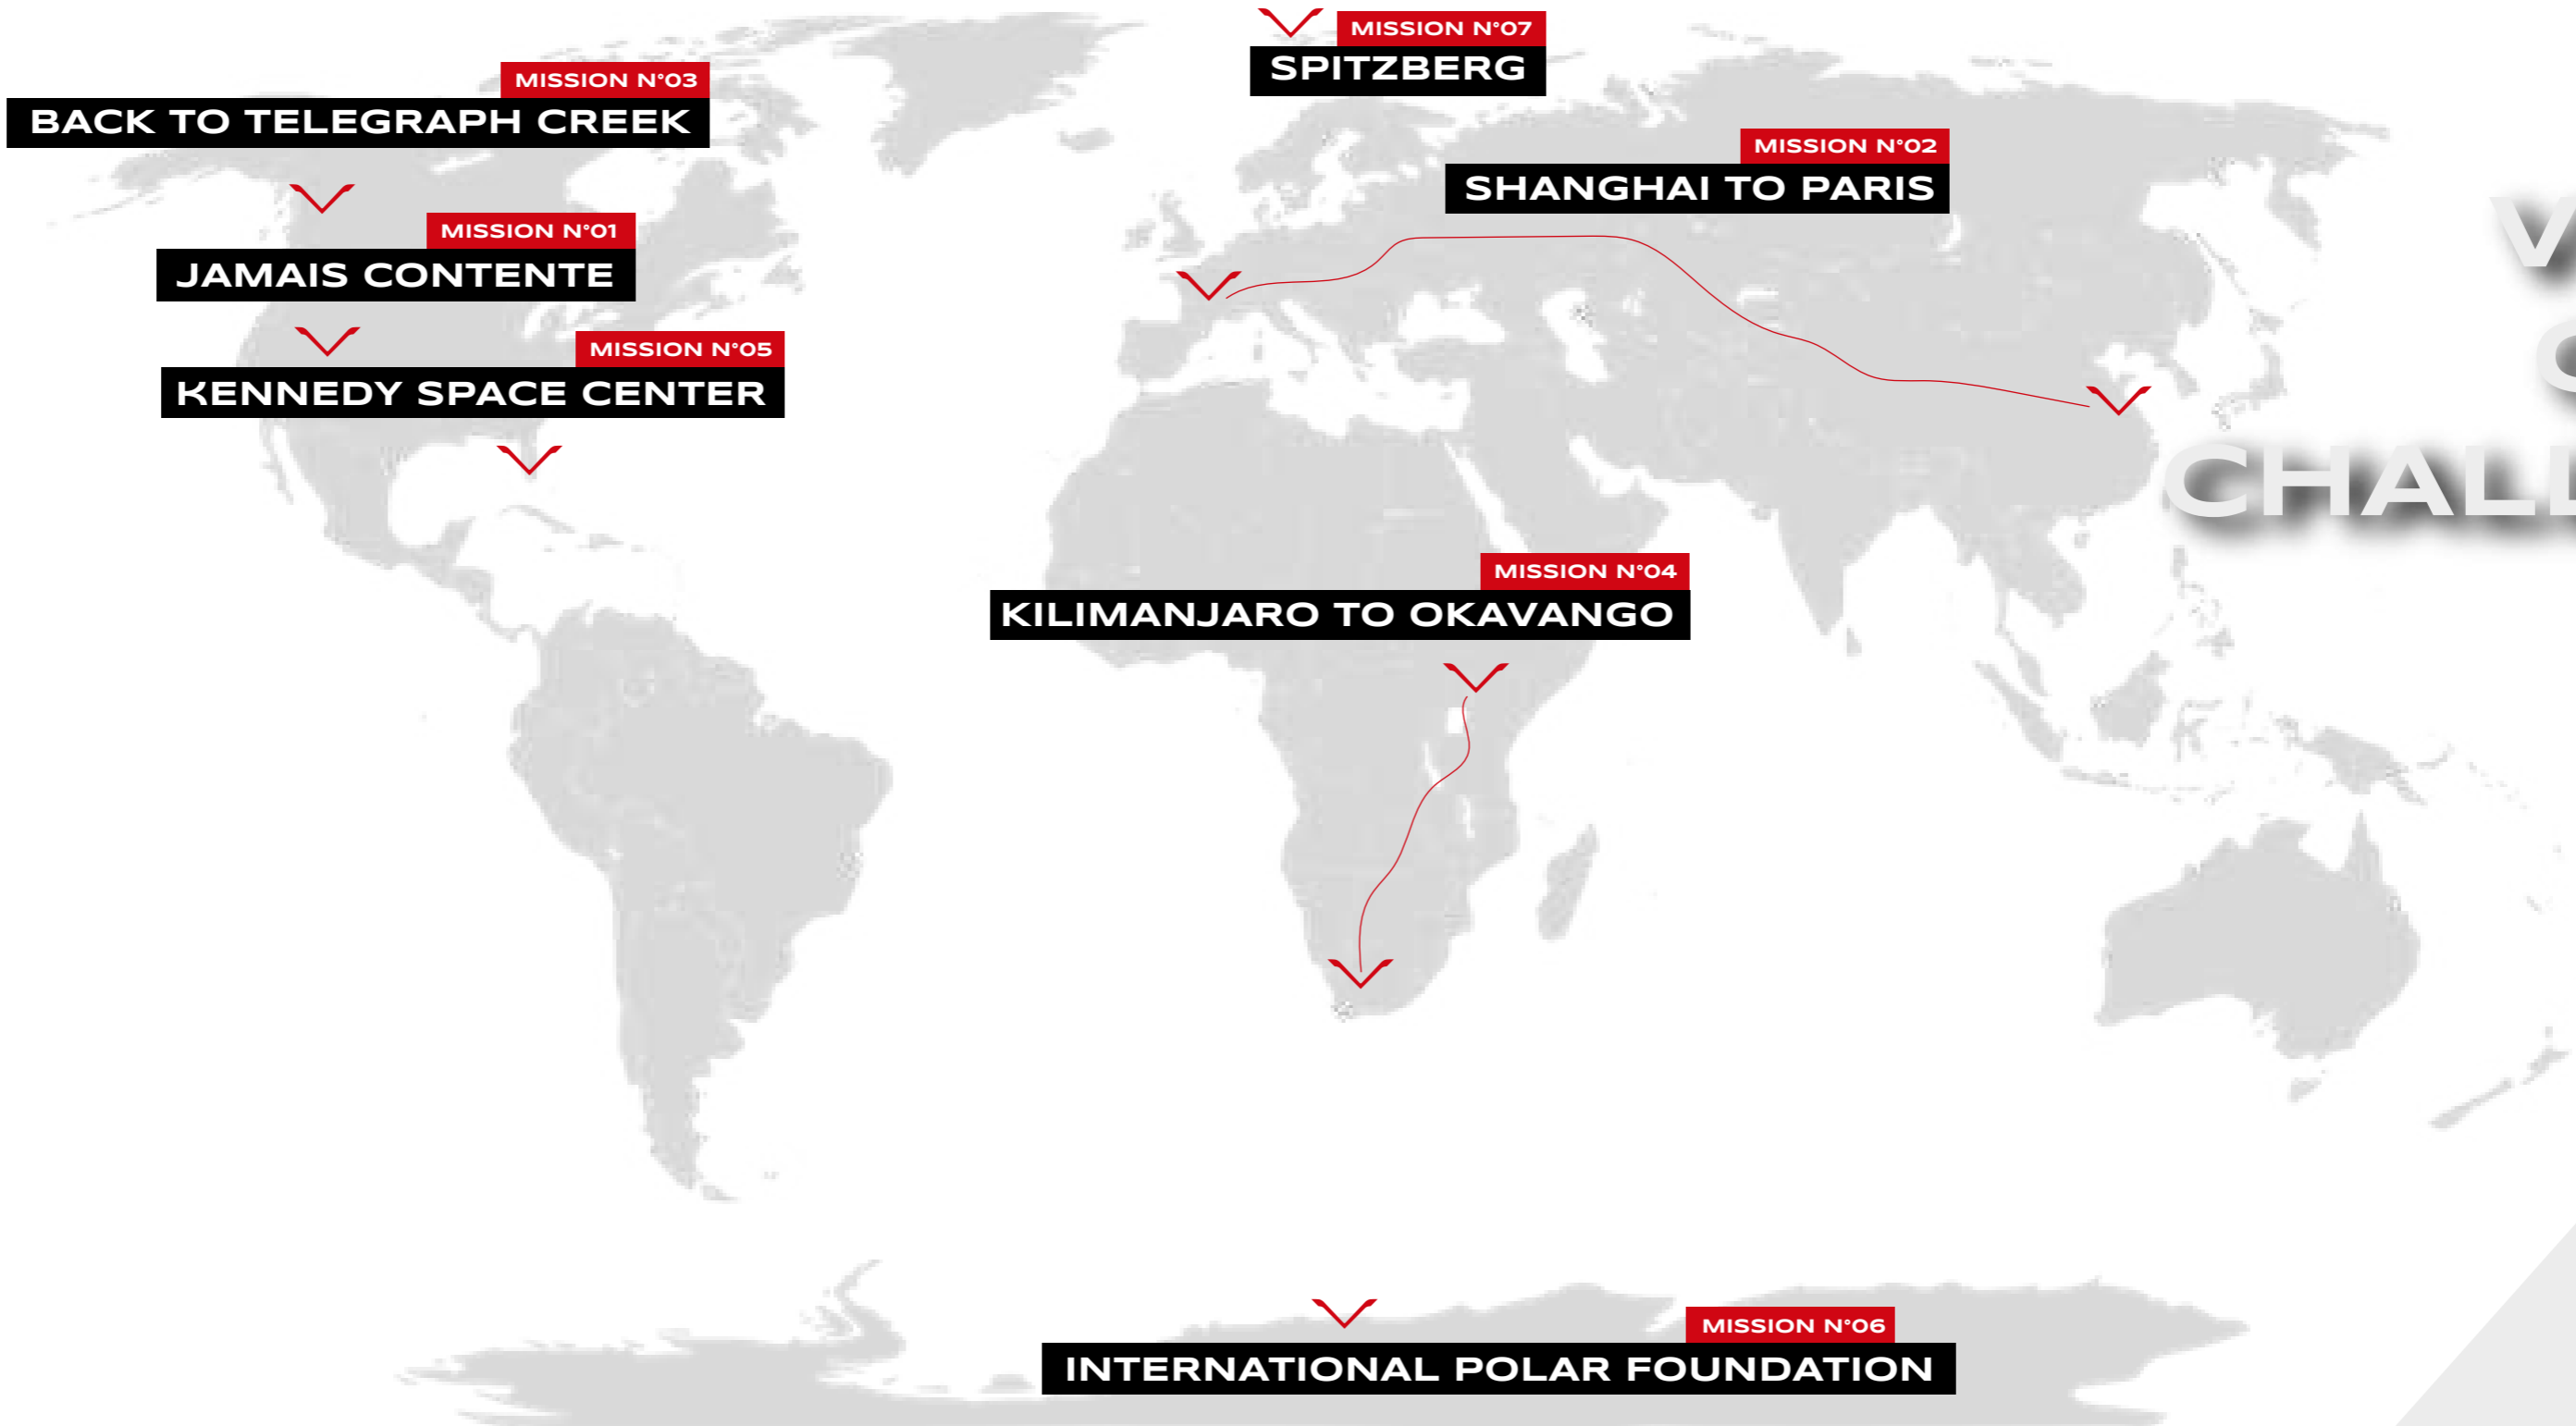 MISSION N°07
SPITZBERG
MISSION N°03
BACK TO TELEGRAPH CREEK
MISSION N°02
SHANGHAI TO PARIS
MISSION N°01
JAMAIS CONTENTE
MISSION N°05
KENNEDY SPACE CENTER
V
C
CHALL
MISSION N°04
KILIMANJARO TO OKAVANGO
MISSION N°06
INTERNATIONAL POLAR FOUNDATION